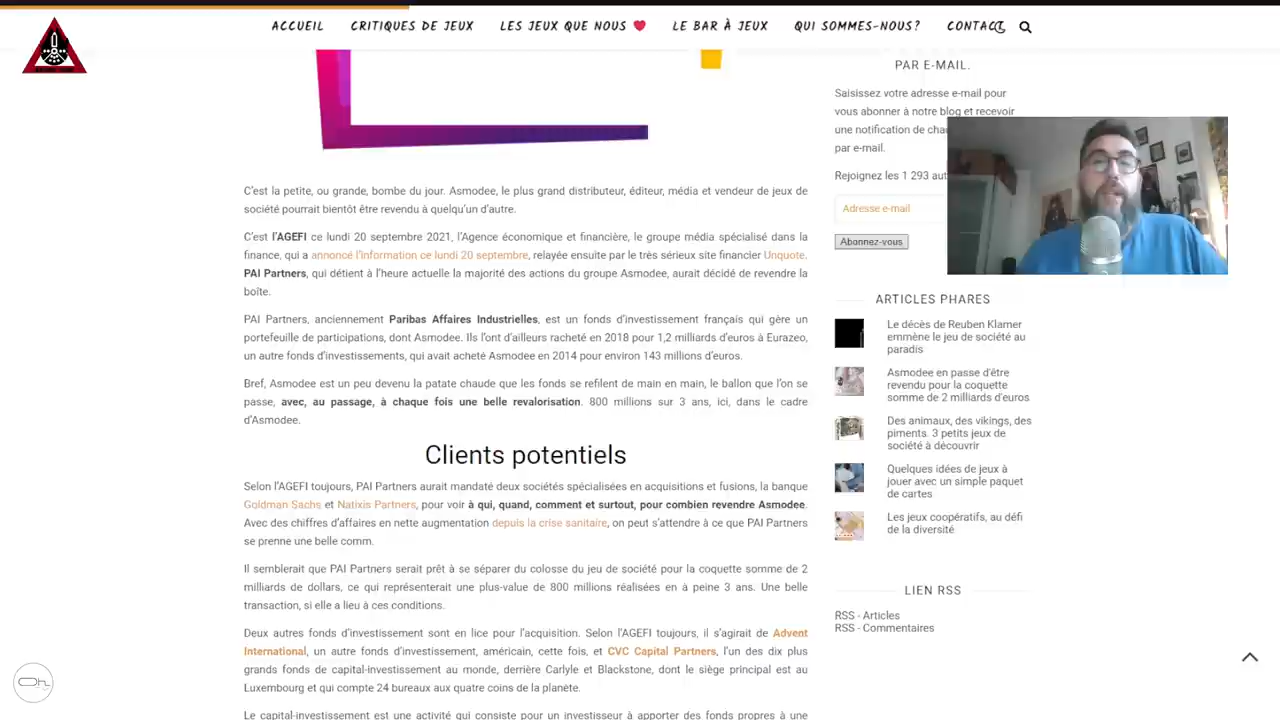 ACCUEIL CRITIQUES DE JEUX LES JEUX QUE NOUS LE BAR À JEUX QUI SOMMES-NOUS? CONTACT
C'est la petite, ou grande, bombe du jour. Asmodee, le plus grand distributeur, éditeur, média et vendeur de jeux de
société pourrait bientôt être revendu à quelqu'un d'autre.
C'est l'AGEFI ce lundi 20 septembre 2021, l'Agence économique et financière, le groupe média spécialisé dans la
finance, qui a annoncé l'information ce lundi 20 septembre, relayée ensuite par le très sérieux site financier Unquote.
PAI Partners, qui détient à l'heure actuelle la majorité des actions du groupe Asmodee, aurait décidé de revendre la
boîte.
PAI Partners, anciennement Paribas Affaires Industrielles, est un fonds d'investissement français qui gère un
portefeuille de participations, dont Asmodee. Ils l'ont d'ailleurs racheté en 2018 pour 1,2 milliards d'euros à Eurazeo,
un autre fonds d'investissements, qui avait acheté Asmodee en 2014 pour environ 143 millions d'euros.
Bref, Asmodee est un peu devenu la patate chaude que les fonds se refilent de main en main, le ballon que l'on se
passe, avec, au passage, à chaque fois une belle revalorisation. 800 millions sur 3 ans, ici, dans le cadre
d'Asmodee.
Clients potentiels
Selon l'AGEFI toujours, PAI Partners aurait mandaté deux sociétés spécialisées en acquisitions et fusions, la banque
Goldman Sachs et Natixis Partners, pour voir à qui, quand, comment et surtout, pour combien revendre Asmodee.
Avec des chiffres d'affaires en nette augmentation depuis la crise sanitaire, on peut s'attendre à ce que PAI Partners
se prenne une belle comm.
Il semblerait que PAI Partners serait prêt à se séparer du colosse du jeu de société pour la coquette somme de 2
milliards de dollars, ce qui représenterait une plus-value de 800 millions réalisées en à peine 3 ans. Une belle
transaction, si elle a lieu à ces conditions.
Deux autres fonds d'investissement sont en lice pour l'acquisition. Selon l'AGEFI toujours, il s'agirait de Advent
International, un autre fonds d'investissement, américain, cette fois, et CVC Capital Partners, l'un des dix plus
grands fonds de capital-investissement au monde, derrière Carlyle et Blackstone, dont le siège principal est au
Luxembourg et qui compte 24 bureaux aux quatre coins de la planète.
Le capital-investissement est une activité qui consiste pour un investisseur à apporter des fonds propres à une
PAR E-MAIL.
Saisissez votre adresse e-mail pour
vous abonner à notre blog et recevoir
une notification de
par e-mail.
Rejoignez les 1 293
Adresse e-mail
Abonnez-vous
ARTICLES PHARES
Le décès de Reuben Klamer
emmène le jeu de société au
paradis
Asmodee en passe d'être
revendu pour la coquette
somme de 2 milliards d'euros
Des animaux, des vikings, des
piments. 3 petits jeux de
société à découvrir
Quelques idées de jeux à
jouer avec un simple paquet
de cartes
Les jeux coopératifs, au défi
de la diversité
LIEN RSS
RSS - Articles
RSS - Commentaires